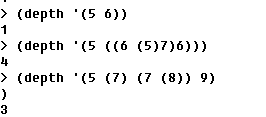 > (depth '(5 6))
1
> (depth '(5 ((6 (5)7)6)))
4
> (depth '(5 (7) (7 (8)) 9)
)
3